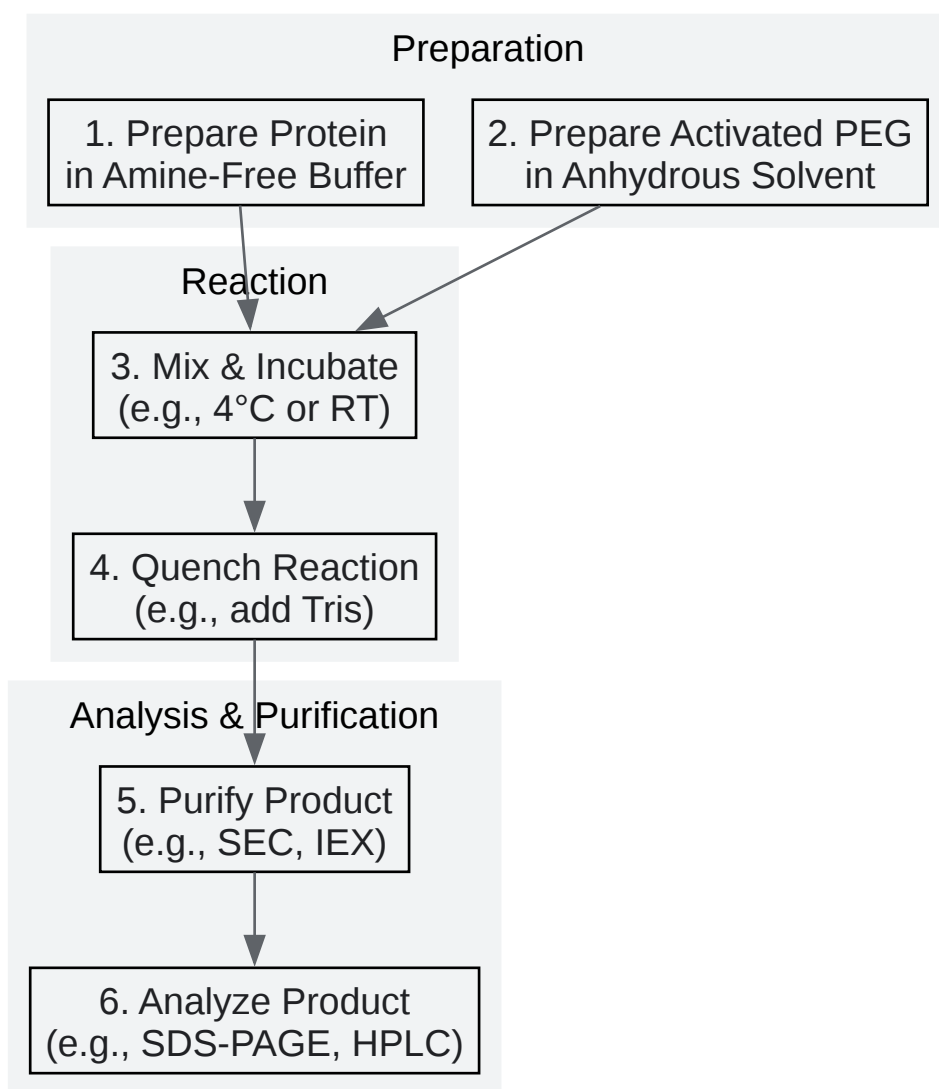 Preparation
1. Prepare Protein
in Amine-Free Buffer
2. Prepare Activated PEG
in Anhydrous Solvent
Reaction
3. Mix & Incubate
(e.g., 4°C or RT)
4. Quench Reaction
(e.g., add Tris)
Analysis & Purification
5. Purify Product
(e.g., SEC, IEX)
6. Analyze Product
(e.g., SDS-PAGE, HPLC)